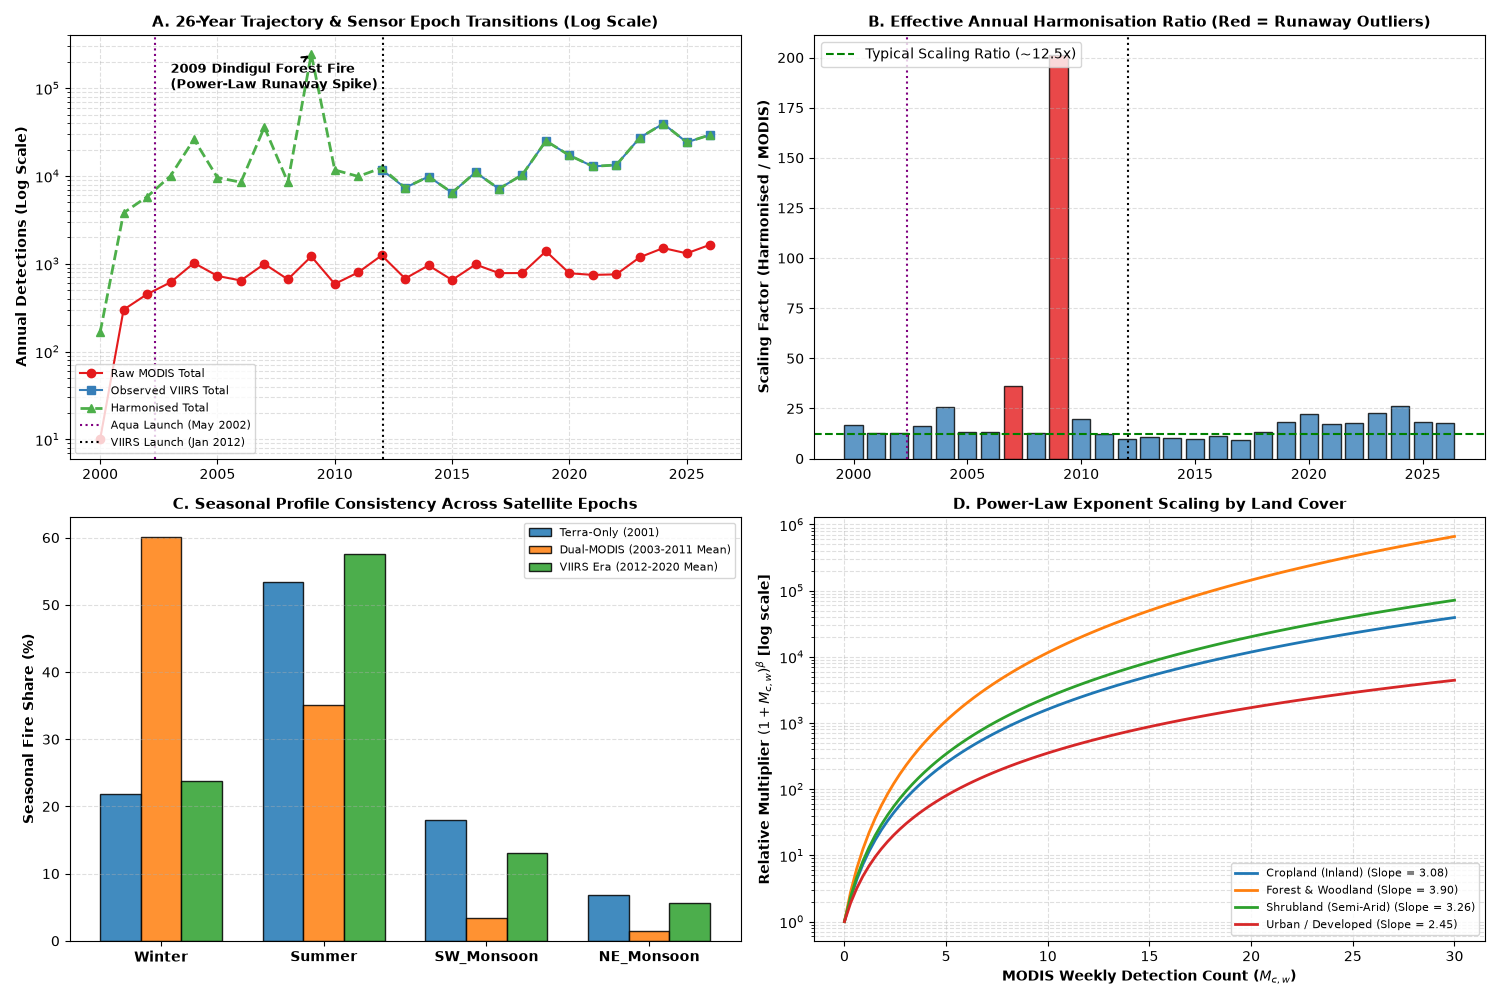 A. 26-Year Trajectory & Sensor Epoch Transitions (Log Scale)
Annual Detections (Log Scale)
10^5
10^4
10^3
10^2
10^1
2009 Dindigul Forest Fire
(Power-Law Runaway Spike)
Raw MODIS Total
Observed VIIRS Total
Harmonised Total
Aqua Launch (May 2002)
VIIRS Launch (Jan 2012)
2000 2005 2010 2015 2020 2025
B. Effective Annual Harmonisation Ratio (Red = Runaway Outliers)
Scaling Factor (Harmonised / MODIS)
Typical Scaling Ratio (~12.5x)
200
175
150
125
100
75
50
25
0
2000 2005 2010 2015 2020 2025
C. Seasonal Profile Consistency Across Satellite Epochs
Seasonal Fire Share (%)
60
50
40
30
20
10
0
Terra-Only (2001)
Dual-MODIS (2003-2011 Mean)
VIIRS Era (2012-2020 Mean)
Winter Summer SW_Monsoon NE_Monsoon
D. Power-Law Exponent Scaling by Land Cover
Relative Multiplier (1 + M_{c,w})^β [log scale]
10^6
10^5
10^4
10^3
10^2
10^1
10^0
Cropland (Inland) (Slope = 3.08)
Forest & Woodland (Slope = 3.90)
Shrubland (Semi-Arid) (Slope = 3.26)
Urban / Developed (Slope = 2.45)
0 5 10 15 20 25 30
MODIS Weekly Detection Count (M_{c,w})